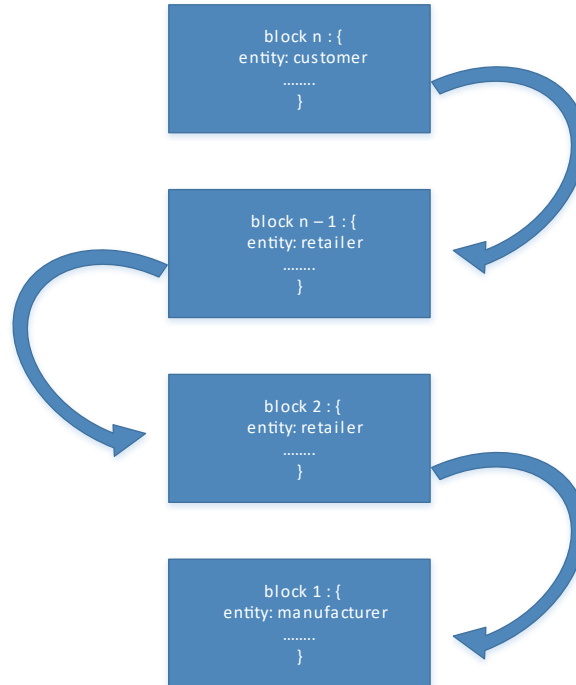 block n : {
entity: customer
........
}
block n – 1 : {
entity: retailer
........
}
block 2 : {
entity: retailer
........
}
block 1 : {
entity: manufacturer
........
}